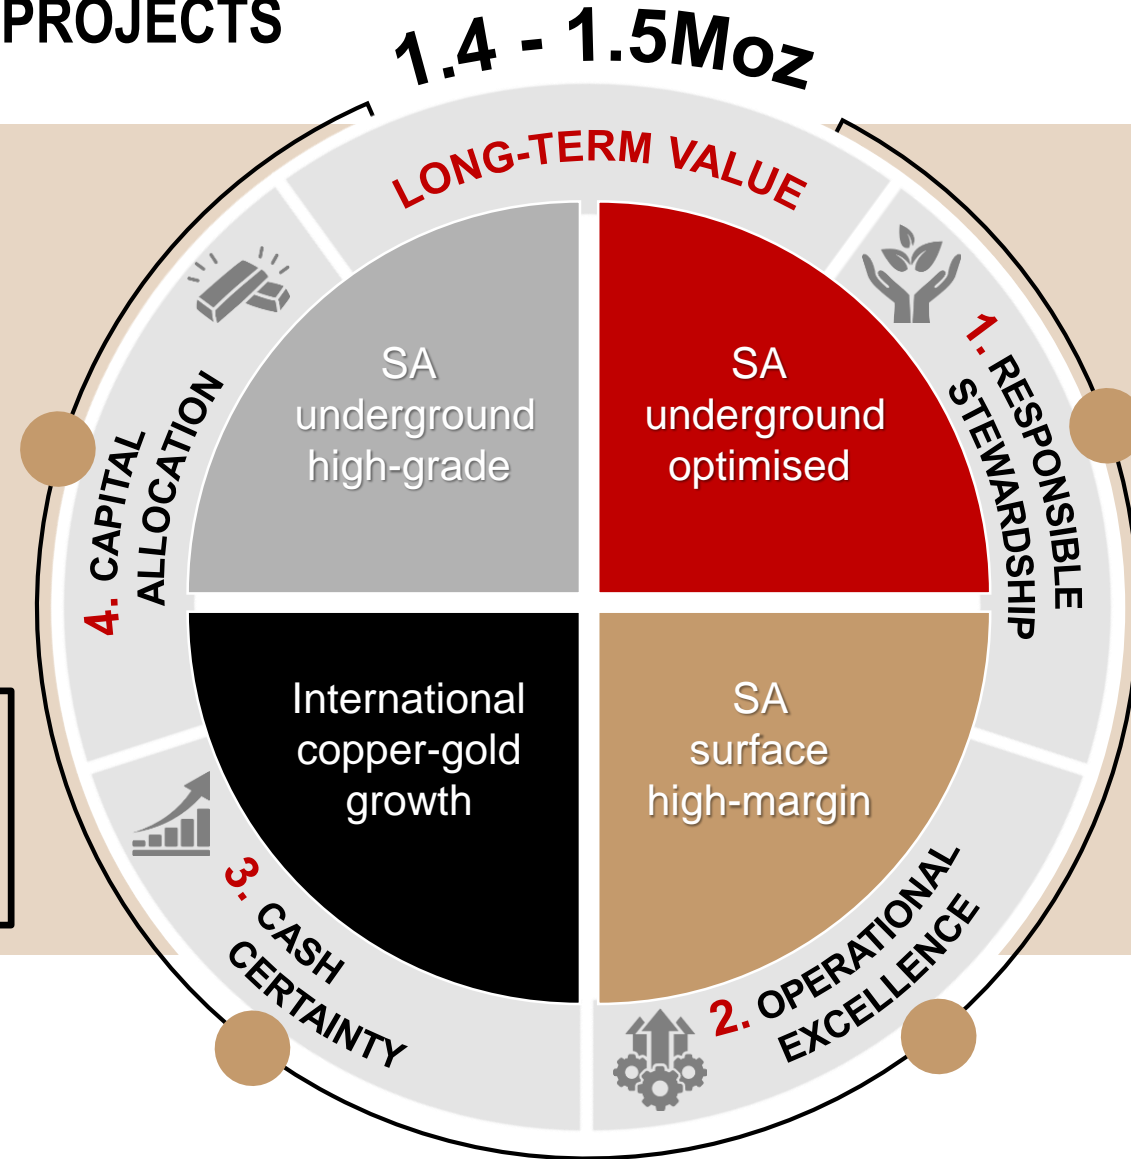 PROJECTS
1.4 - 1.5Moz
LONG-TERM VALUE
SA
underground
high-grade
SA
underground
optimised
International
copper-gold
growth
SA
surface
high-margin
1. RESPONSIBLE
STEWARDSHIP
2. OPERATIONAL
EXCELLENCE
3. CASH
CERTAINTY
4. CAPITAL
ALLOCATION